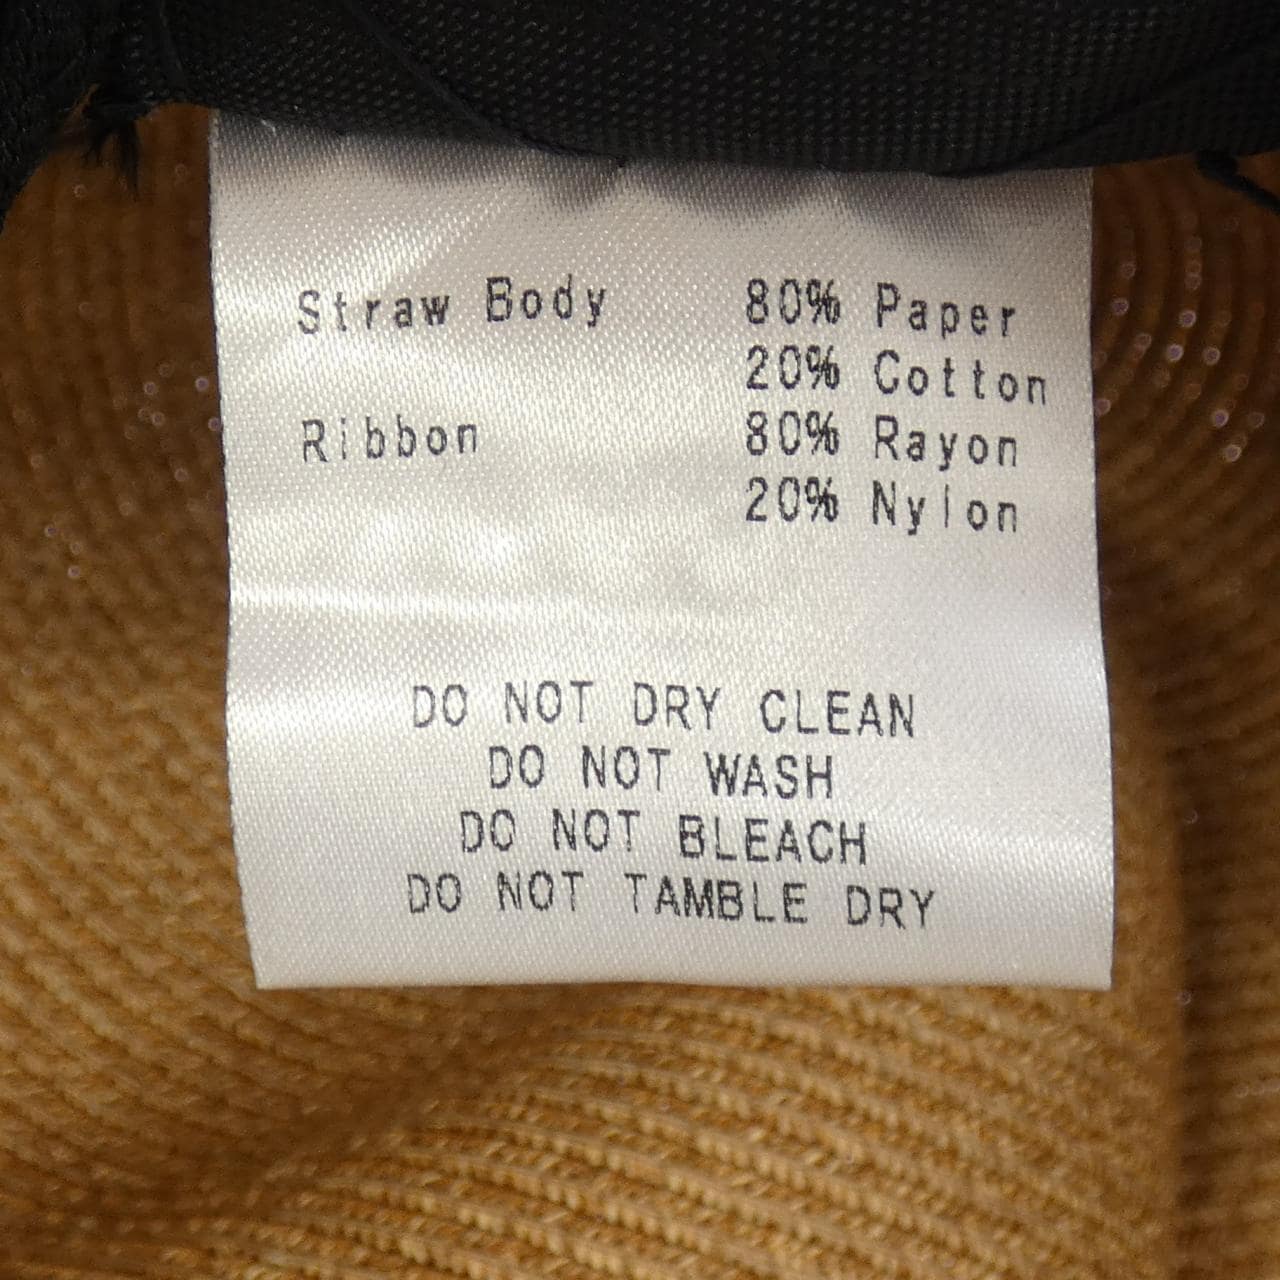 Straw Body 80% Paper
20% Cotton
Ribbon 80% Rayon
20% Nylon
DO NOT DRY CLEAN
DO NOT WASH
DO NOT BLEACH
DO NOT TAMBLE DRY